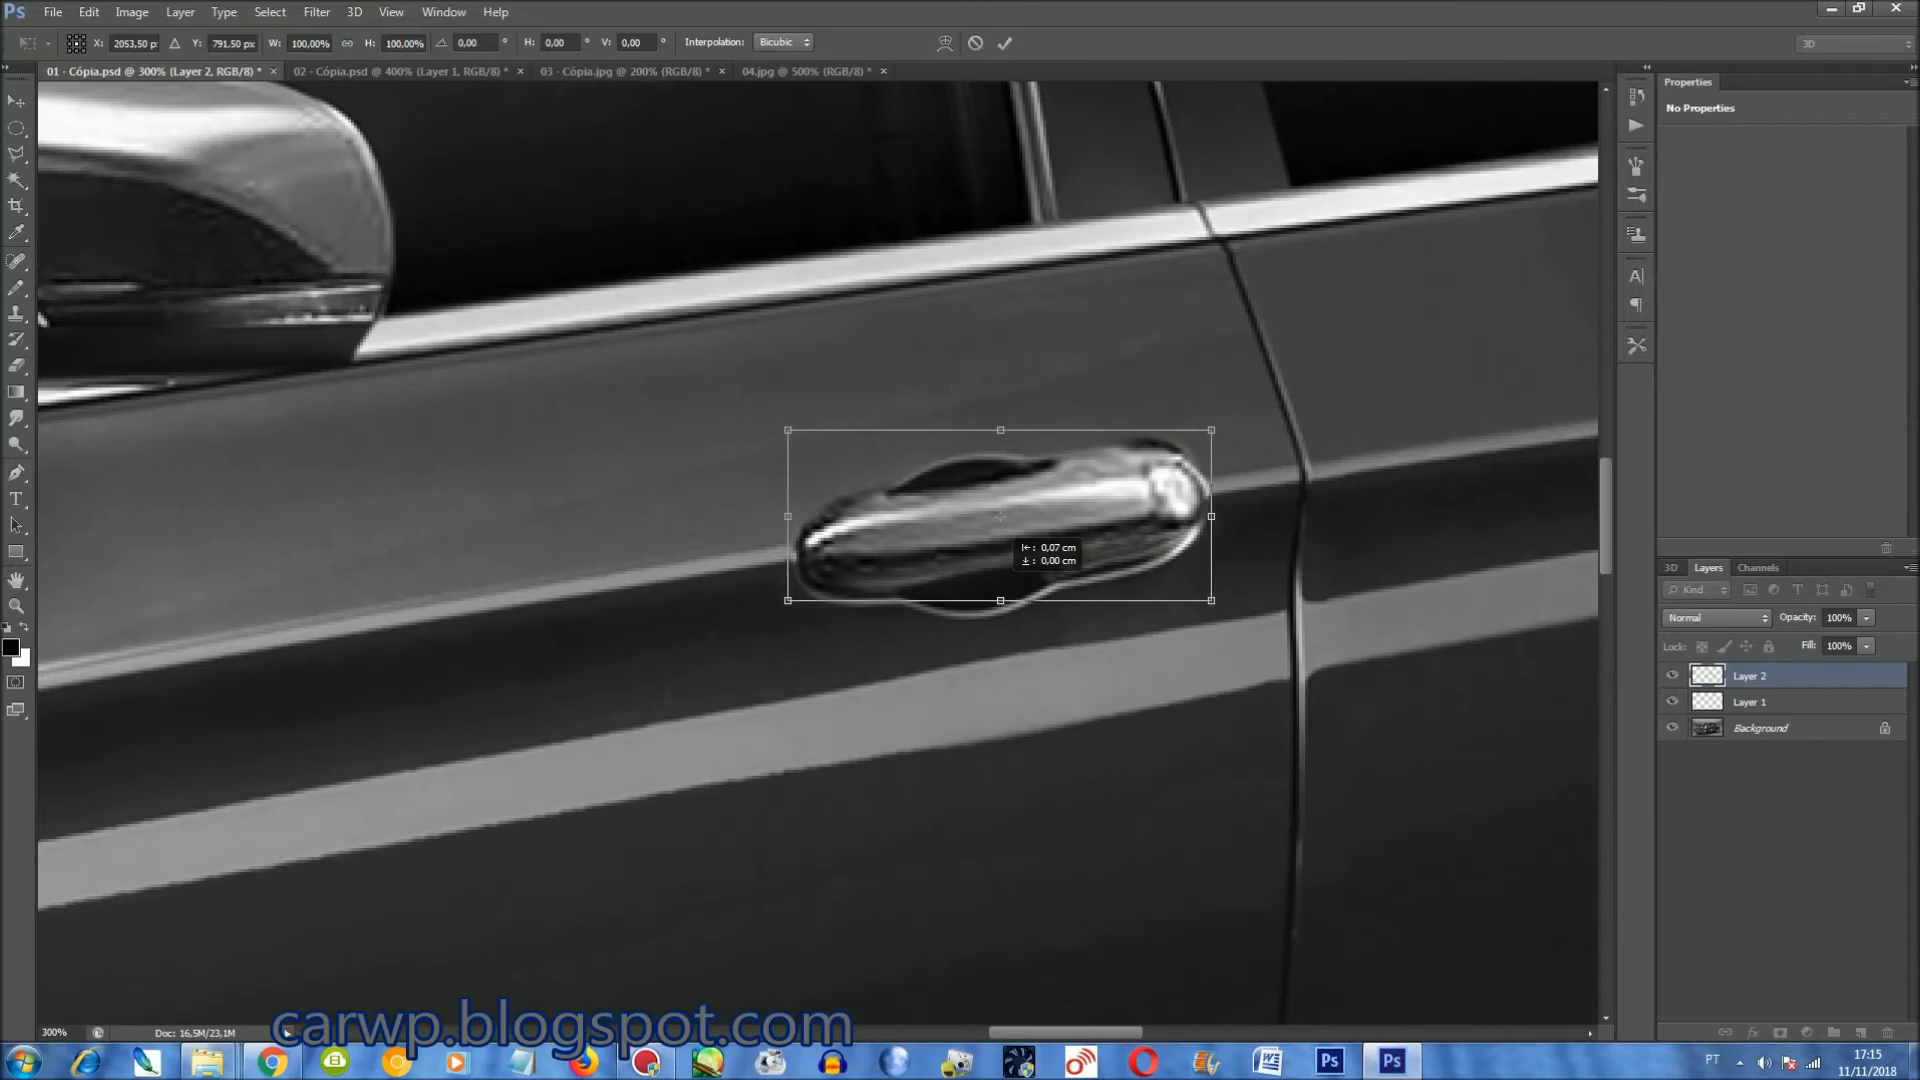 Ps File Edit Image Layer Type Select Filter 3D View Window Help
X: 2053,50 p Y: 791,50 px W: 100,00% H: 100,00% 0,00 ° H: 0,00 ° V: 0,00 ° Interpolation: Bicubic 3D
01 - Cópia.psd @ 300% (Layer 2, RGB/8) * × 02 - Cópia.psd @ 400% (Layer 1, RGB/8) * × 03 - Cópia.jpg @ 200% (RGB/8) * × 04.jpg @ 500% (RGB/8) * ×
Properties
No Properties
0,07 cm
0,00 cm
3D Layers Channels
Kind
Normal Opacity: 100%
Lock: Fill: 100%
Layer 2
Layer 1
Background
300% Doc: 16,5M/23,1M
carwp.blogspot.com
PT 17:15
11/11/2018